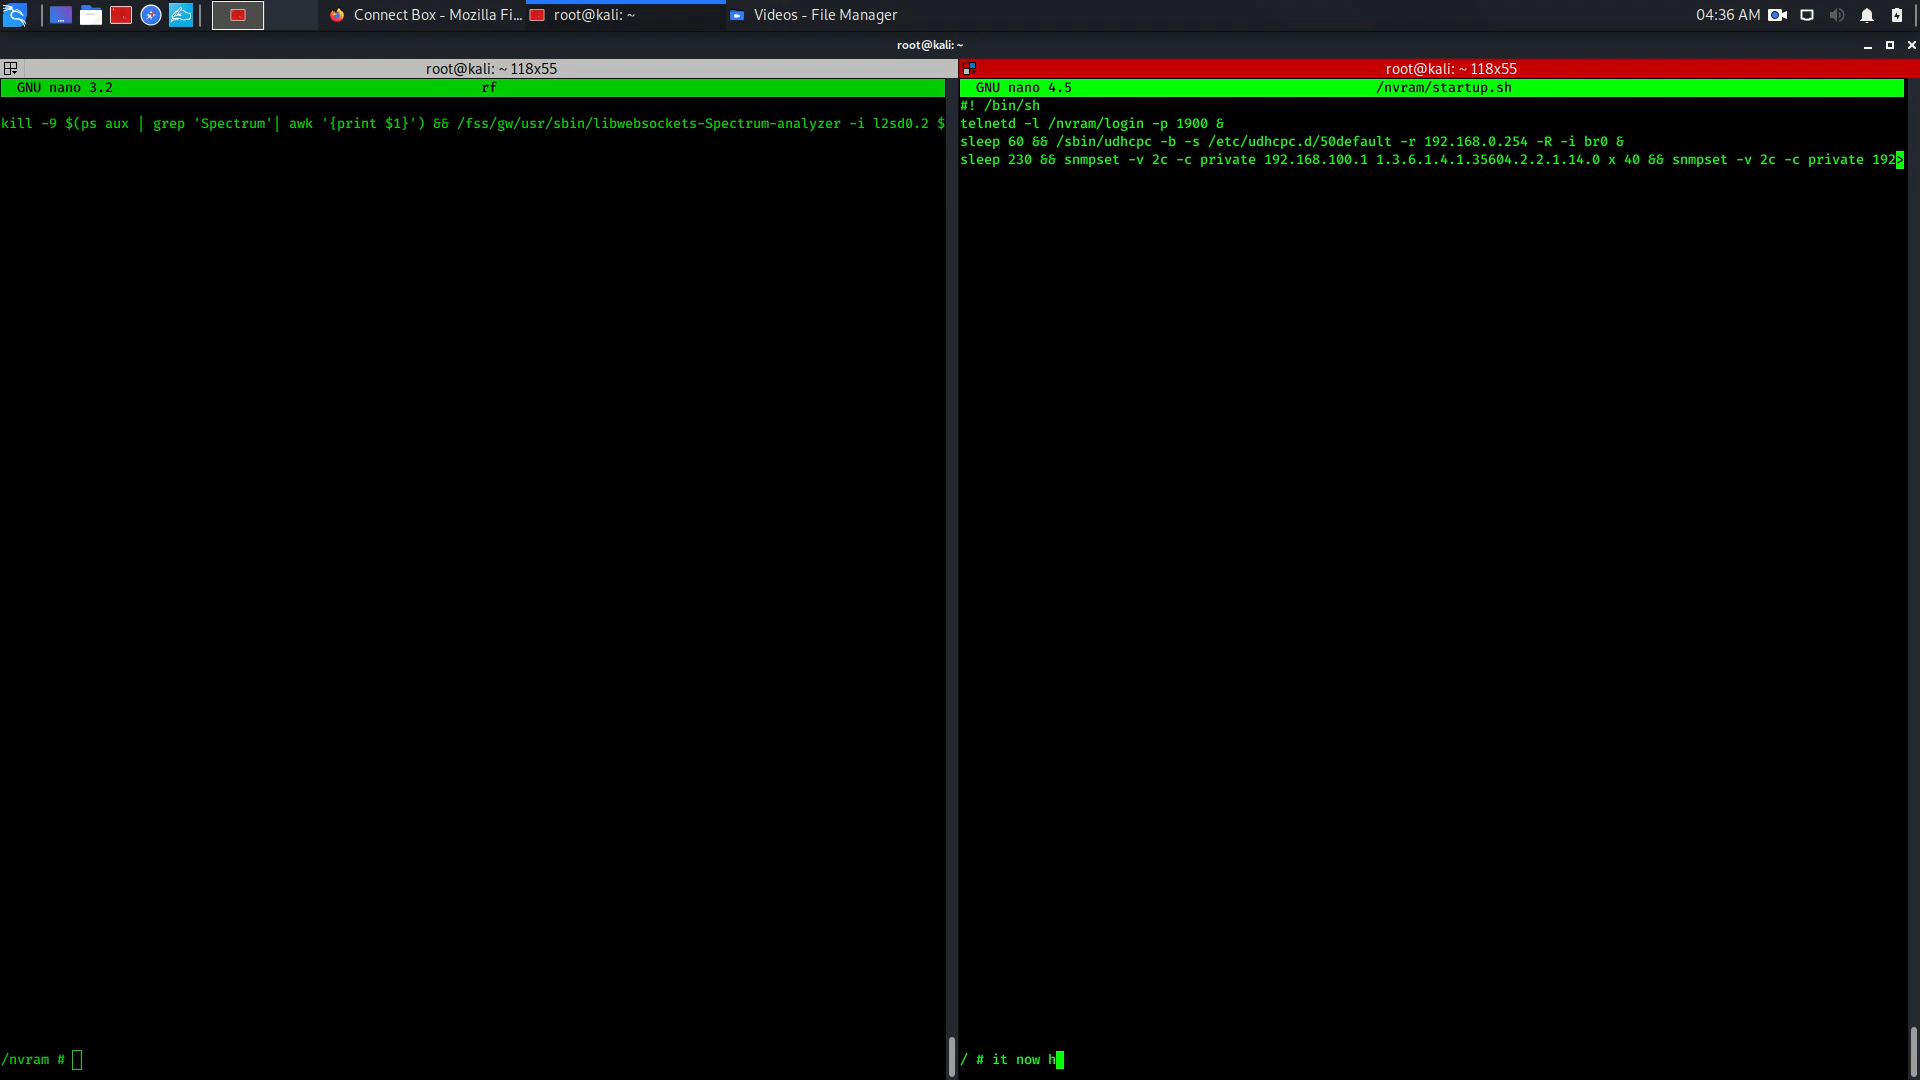 Connect Box - Mozilla Fi...
root@kali: ~
Videos - File Manager
04:36 AM
root@kali: ~
root@kali: ~ 118x55
GNU nano 3.2 rf
kill -9 $(ps aux | grep 'Spectrum'| awk '{print $1}') && /fss/gw/usr/sbin/libwebsockets-Spectrum-analyzer -i l2sd0.2 $
/nvram #
root@kali: ~ 118x55
GNU nano 4.5 /nvram/startup.sh
#! /bin/sh
telnetd -l /nvram/login -p 1900 &
sleep 60 && /sbin/udhcpc -b -s /etc/udhcpc.d/50default -r 192.168.0.254 -R -i br0 &
sleep 230 && snmpset -v 2c -c private 192.168.100.1 1.3.6.1.4.1.35604.2.2.1.14.0 x 40 && snmpset -v 2c -c private 192>
/ # it now h